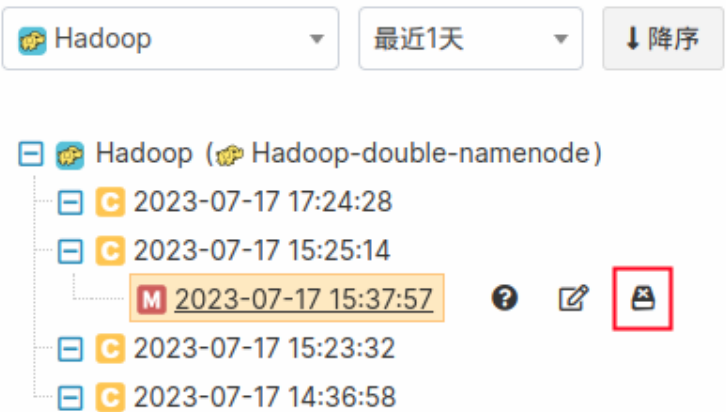 Hadoop 最近1天 降序
Hadoop (Hadoop-double-namenode)
C 2023-07-17 17:24:28
C 2023-07-17 15:25:14
M 2023-07-17 15:37:57 ?
C 2023-07-17 15:23:32
C 2023-07-17 14:36:58